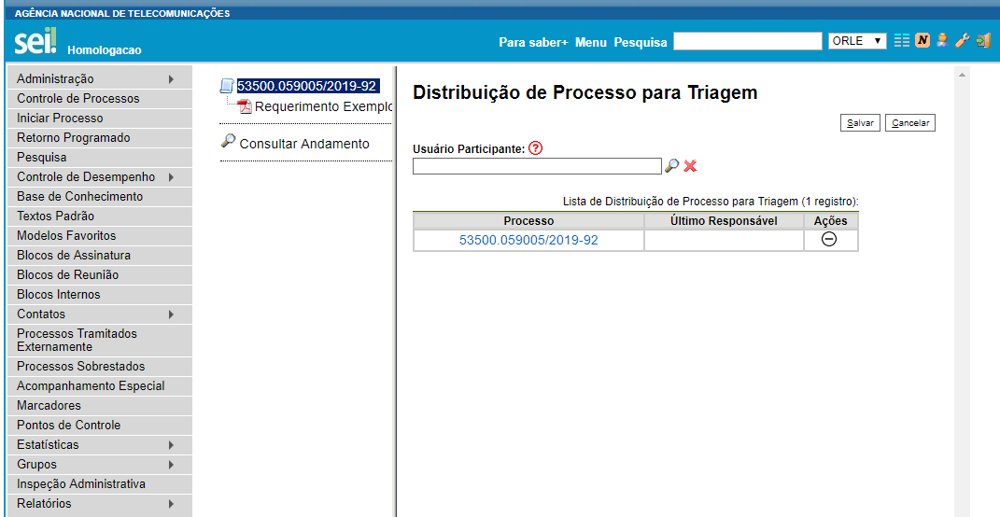 AGÊNCIA NACIONAL DE TELECOMUNICAÇÕES
sei! Homologacao
Para saber+ Menu Pesquisa ORLE ▼ N
Administração
Controle de Processos
Iniciar Processo
Retorno Programado
Pesquisa
Controle de Desempenho
Base de Conhecimento
Textos Padrão
Modelos Favoritos
Blocos de Assinatura
Blocos de Reunião
Blocos Internos
Contatos
Processos Tramitados
Externamente
Processos Sobrestados
Acompanhamento Especial
Marcadores
Pontos de Controle
Estatísticas
Grupos
Inspeção Administrativa
Relatórios
53500.059005/2019-92
Requerimento Exemplo
Consultar Andamento
Distribuição de Processo para Triagem
Salvar Cancelar
Usuário Participante: ?
Lista de Distribuição de Processo para Triagem (1 registro):
Processo Último Responsável Ações
53500.059005/2019-92